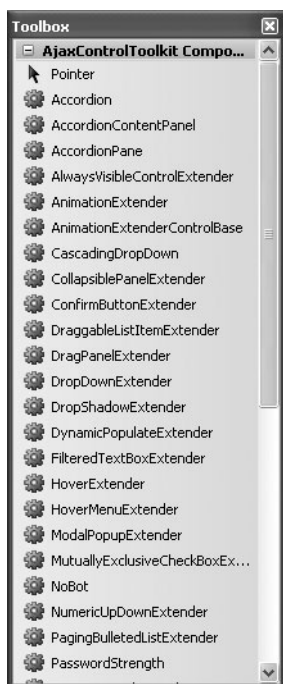 Toolbox
AjaxControlToolkit Compo...
Pointer
Accordion
AccordionContentPanel
AccordionPane
AlwaysVisibleControlExtender
AnimationExtender
AnimationExtenderControlBase
CascadingDropDown
CollapsiblePanelExtender
ConfirmButtonExtender
DraggableListItemExtender
DragPanelExtender
DropDownExtender
DropShadowExtender
DynamicPopulateExtender
FilteredTextBoxExtender
HoverExtender
HoverMenuExtender
ModalPopupExtender
MutuallyExclusiveCheckBoxEx...
NoBot
NumericUpDownExtender
PagingBulletedListExtender
PasswordStrength